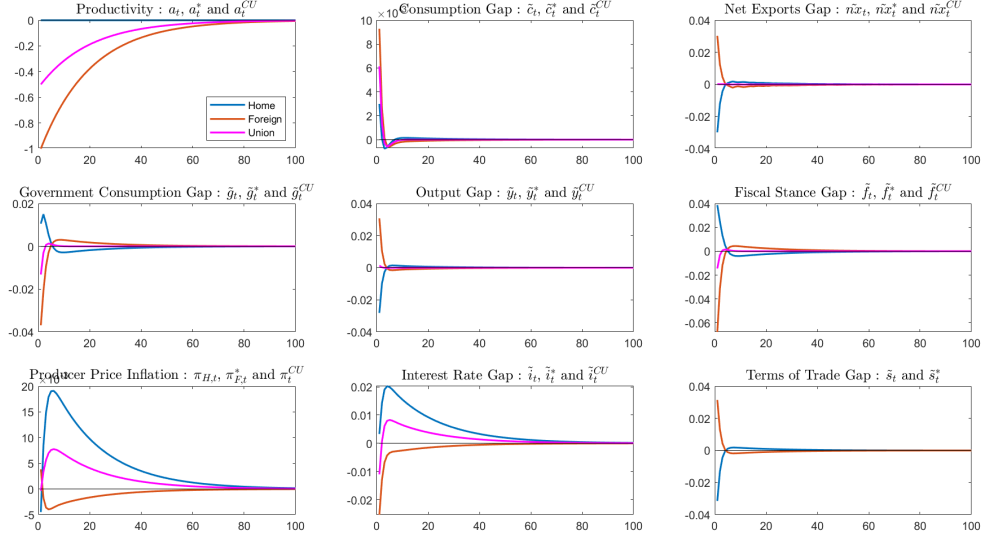 Productivity : a_t, a_t^* and a_t^{CU}
0
-0.2
-0.4
-0.6
-0.8
-1
0 20 40 60 80 100
Home
Foreign
Union
Consumption Gap : c̃_t, c̃_t^* and c̃_t^{CU}
10
8
6
4
2
0
0 20 40 60 80 100
Net Exports Gap : ñx_t, ñx_t^* and ñx_t^{CU}
0.04
0.02
0
-0.02
-0.04
0 20 40 60 80 100
Government Consumption Gap : g̃_t, g̃_t^* and g̃_t^{CU}
0.02
0
-0.02
-0.04
0 20 40 60 80 100
Output Gap : ỹ_t, ỹ_t^* and ỹ_t^{CU}
0.04
0.02
0
-0.02
-0.04
0 20 40 60 80 100
Fiscal Stance Gap : f̃_t, f̃_t^* and f̃_t^{CU}
0.04
0.02
0
-0.02
-0.04
-0.06
0 20 40 60 80 100
Producer Price Inflation : π_{H,t}, π_{F,t}^* and π_t^{CU}
20
15
10
5
0
-5
0 20 40 60 80 100
Interest Rate Gap : ĩ_t, ĩ_t^* and ĩ_t^{CU}
0.02
0.01
0
-0.01
-0.02
0 20 40 60 80 100
Terms of Trade Gap : s̃_t and s̃_t^*
0.04
0.02
0
-0.02
-0.04
0 20 40 60 80 100